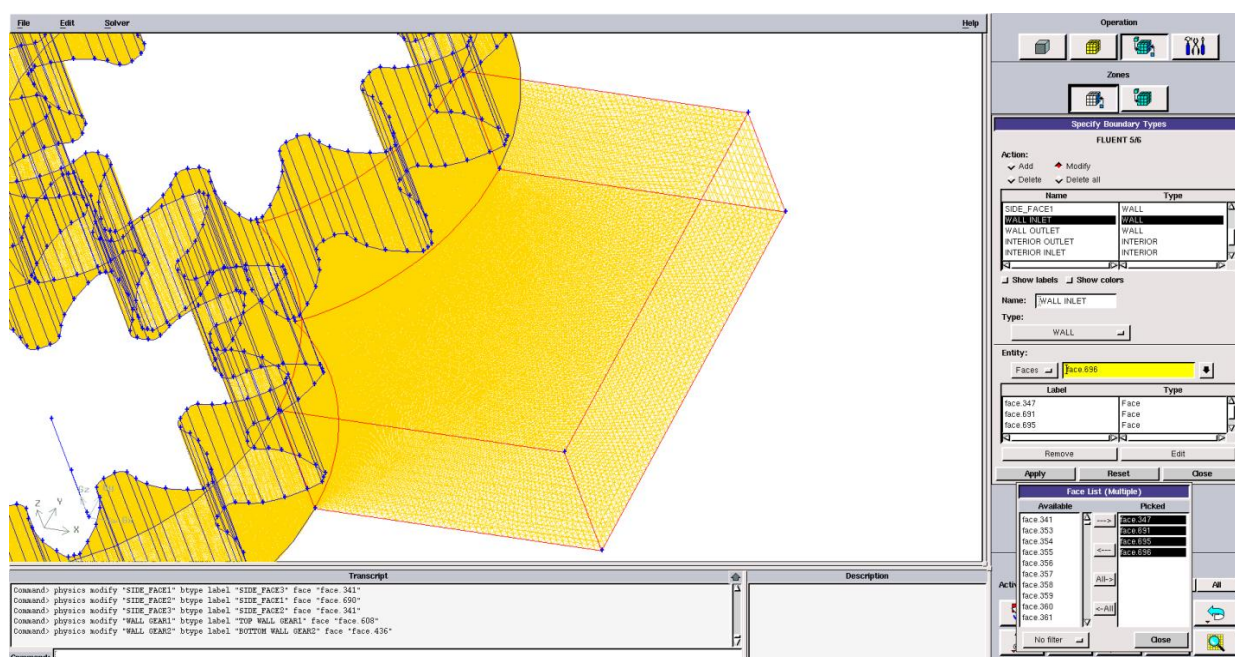 File Edit Solver Help
Operation
Zones
Specify Boundary Types
FLUENT 5/6
Action:
Add Modify
Delete Delete all
Name Type
SIDE_FACE1 WALL
WALL INLET WALL
WALL OUTLET WALL
INTERIOR OUTLET INTERIOR
INTERIOR INLET INTERIOR
Show labels Show colors
Name: WALL INLET
Type:
WALL
Entity:
Faces face.696
Label Type
face.347 Face
face.691 Face
face.695 Face
Remove Edit
Apply Reset Close
Face List (Multiple)
Available Picked
face.341 ---> face.347
face.353 face.691
face.354 face.695
face.355 <--- face.696
face.356
face.357
face.358 All->
face.359
face.360 <-All
face.361
No filter Close
All
Z Y
X
Transcript Description
Command> physics modify "SIDE_FACE1" btype label "SIDE_FACE3" face "face.341"
Command> physics modify "SIDE_FACE2" btype label "SIDE_FACE1" face "face.690"
Command> physics modify "SIDE_FACE3" btype label "SIDE_FACE2" face "face.341"
Command> physics modify "WALL GEAR1" btype label "TOP WALL GEAR1" face "face.608"
Command> physics modify "WALL GEAR2" btype label "BOTTOM WALL GEAR2" face "face.436"
Command: